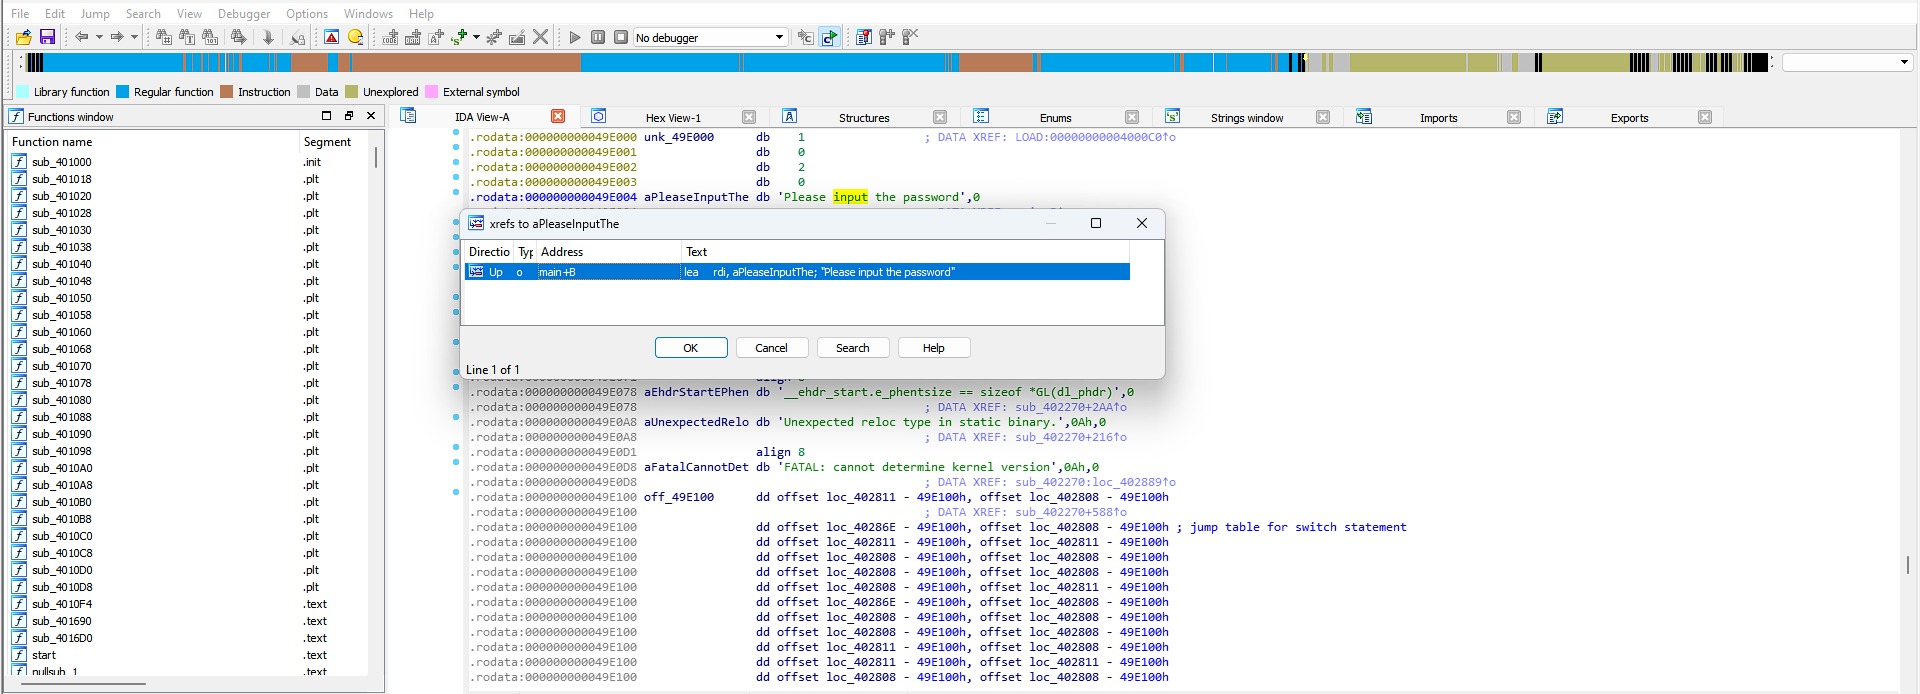 File Edit Jump Search View Debugger Options Windows Help
No debugger
Library function Regular function Instruction Data Unexplored External symbol
Functions window
Function name Segment
sub_401000 .init
sub_401018 .plt
sub_401020 .plt
sub_401028 .plt
sub_401030 .plt
sub_401038 .plt
sub_401040 .plt
sub_401048 .plt
sub_401050 .plt
sub_401058 .plt
sub_401060 .plt
sub_401068 .plt
sub_401070 .plt
sub_401078 .plt
sub_401080 .plt
sub_401088 .plt
sub_401090 .plt
sub_401098 .plt
sub_4010A0 .plt
sub_4010A8 .plt
sub_4010B0 .plt
sub_4010B8 .plt
sub_4010C0 .plt
sub_4010C8 .plt
sub_4010D0 .plt
sub_4010D8 .plt
sub_4010F4 .text
sub_401690 .text
sub_4016D0 .text
start .text
nullsub_1 .text
IDA View-A Hex View-1 Structures Enums Strings window Imports Exports
.rodata:000000000049E000 unk_49E000 db 1 ; DATA XREF: LOAD:00000000004000C0↑o
.rodata:000000000049E001 db 0
.rodata:000000000049E002 db 2
.rodata:000000000049E003 db 0
.rodata:000000000049E004 aPleaseInputThe db 'Please input the password',0
xrefs to aPleaseInputThe
Directio Typ Address Text
Up o main+B lea rdi, aPleaseInputThe; "Please input the password"
OK Cancel Search Help
Line 1 of 1
.rodata:000000000049E078 aEhdrStartEPhen db '__ehdr_start.e_phentsize == sizeof *GL(dl_phdr)',0
.rodata:000000000049E078 ; DATA XREF: sub_402270+2AA↑o
.rodata:000000000049E0A8 aUnexpectedRelo db 'Unexpected reloc type in static binary.',0Ah,0
.rodata:000000000049E0A8 ; DATA XREF: sub_402270+216↑o
.rodata:000000000049E0D1 align 8
.rodata:000000000049E0D8 aFatalCannotDet db 'FATAL: cannot determine kernel version',0Ah,0
.rodata:000000000049E0D8 ; DATA XREF: sub_402270:loc_402889↑o
.rodata:000000000049E100 off_49E100 dd offset loc_402811 - 49E100h, offset loc_402808 - 49E100h
.rodata:000000000049E100 ; DATA XREF: sub_402270+588↑o
.rodata:000000000049E100 dd offset loc_40286E - 49E100h, offset loc_402808 - 49E100h ; jump table for switch statement
.rodata:000000000049E100 dd offset loc_402811 - 49E100h, offset loc_402811 - 49E100h
.rodata:000000000049E100 dd offset loc_402808 - 49E100h, offset loc_402808 - 49E100h
.rodata:000000000049E100 dd offset loc_402808 - 49E100h, offset loc_402808 - 49E100h
.rodata:000000000049E100 dd offset loc_402808 - 49E100h, offset loc_402811 - 49E100h
.rodata:000000000049E100 dd offset loc_40286E - 49E100h, offset loc_402808 - 49E100h
.rodata:000000000049E100 dd offset loc_402808 - 49E100h, offset loc_402808 - 49E100h
.rodata:000000000049E100 dd offset loc_402808 - 49E100h, offset loc_402808 - 49E100h
.rodata:000000000049E100 dd offset loc_402811 - 49E100h, offset loc_402808 - 49E100h
.rodata:000000000049E100 dd offset loc_402811 - 49E100h, offset loc_402811 - 49E100h
.rodata:000000000049E100 dd offset loc_402808 - 49E100h, offset loc_402808 - 49E100h